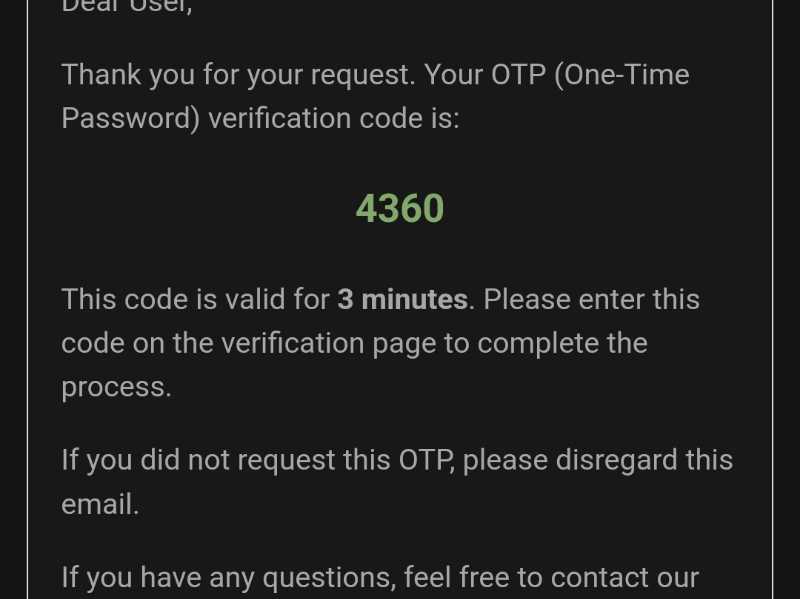 Dear User,
Thank you for your request. Your OTP (One-Time
Password) verification code is:
4360
This code is valid for 3 minutes. Please enter this
code on the verification page to complete the
process.
If you did not request this OTP, please disregard this
email.
If you have any questions, feel free to contact our